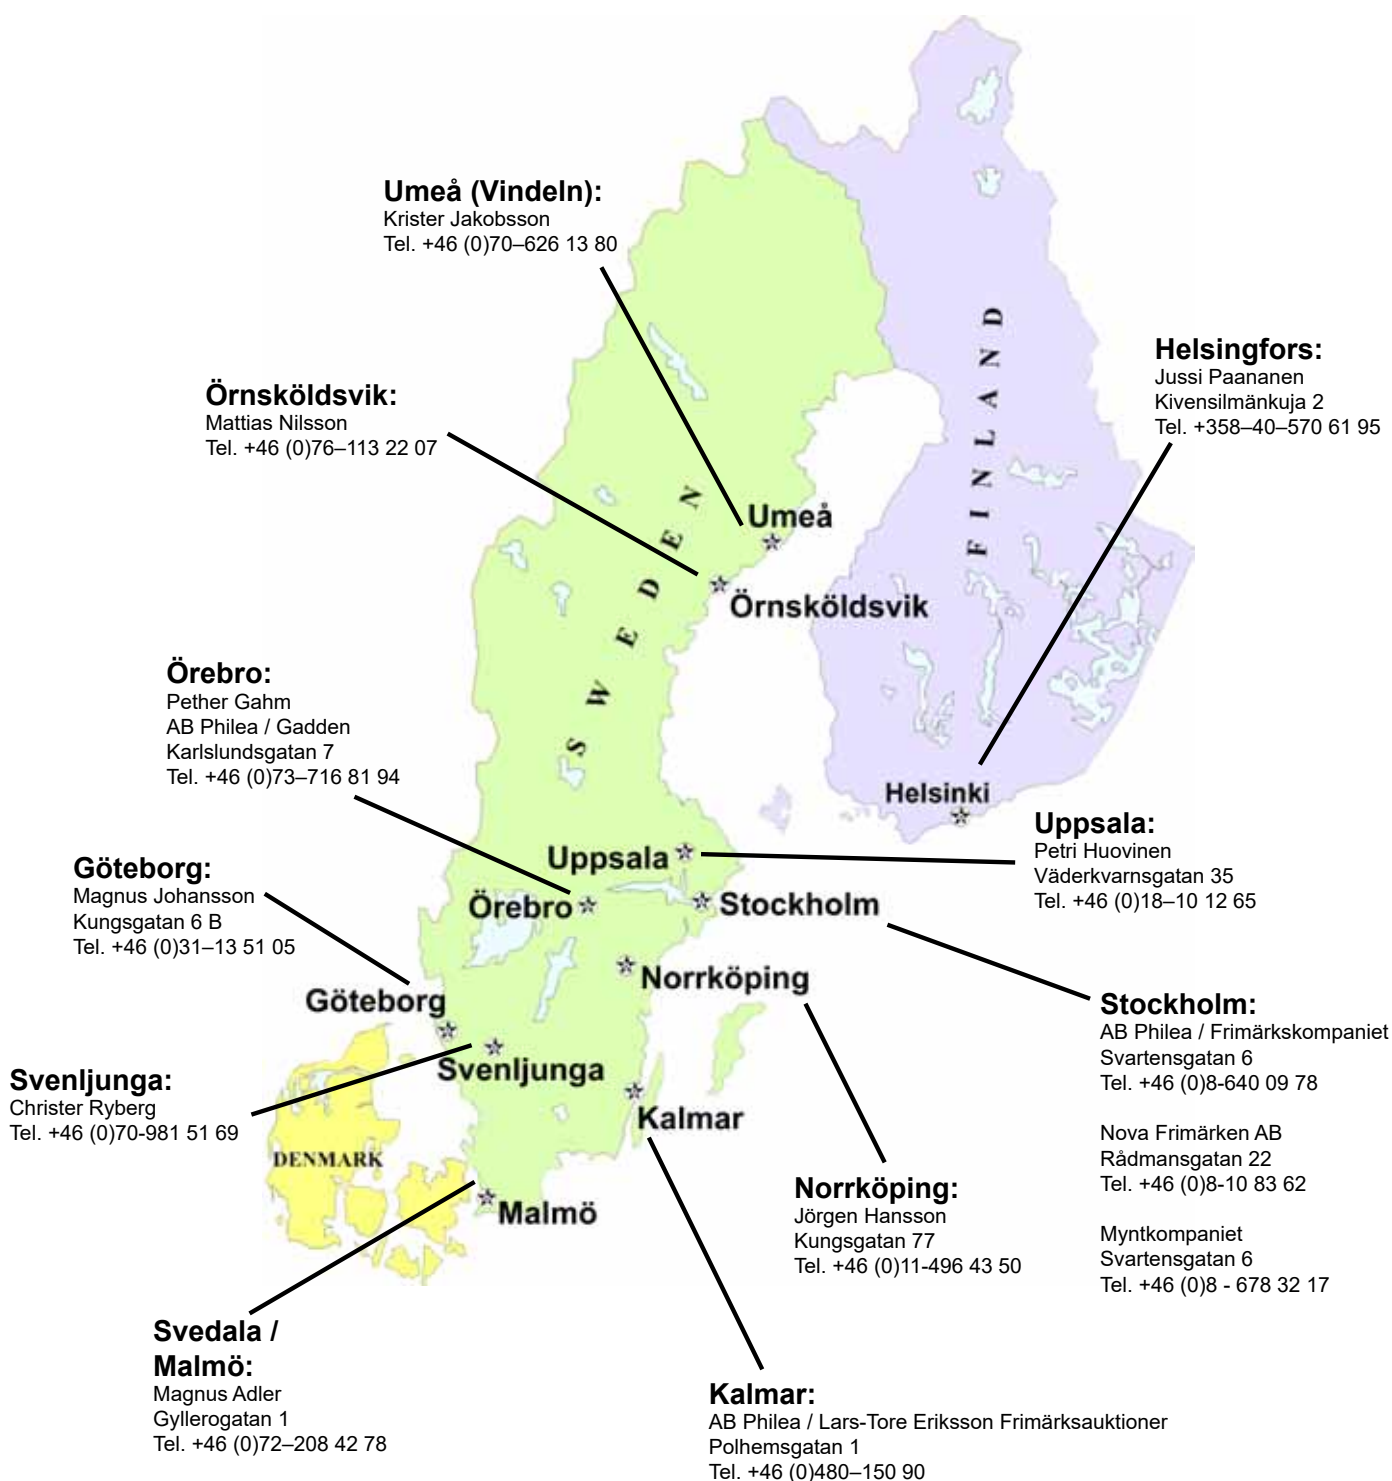 Umeå (Vindeln):
Krister Jakobsson
Tel. +46 (0)70–626 13 80
Helsingfors:
Jussi Paananen
Kivensilmänkuja 2
Tel. +358–40–570 61 95
Örnsköldsvik:
Mattias Nilsson
Tel. +46 (0)76–113 22 07
FINLAND
SWEDEN
Umeå
Örnsköldsvik
Örebro:
Pether Gahm
AB Philea / Gadden
Karlslundsgatan 7
Tel. +46 (0)73–716 81 94
Helsinki
Uppsala:
Petri Huovinen
Väderkvarnsgatan 35
Tel. +46 (0)18–10 12 65
Uppsala
Göteborg:
Magnus Johansson
Kungsgatan 6 B
Tel. +46 (0)31–13 51 05
Örebro
Stockholm
Norrköping
Göteborg
Stockholm:
AB Philea / Frimärkskompaniet
Svartensgatan 6
Tel. +46 (0)8-640 09 78
Nova Frimärken AB
Rådmansgatan 22
Tel. +46 (0)8-10 83 62
Myntkompaniet
Svartensgatan 6
Tel. +46 (0)8 - 678 32 17
Svenljunga
Svenljunga:
Christer Ryberg
Tel. +46 (0)70-981 51 69
Kalmar
DENMARK
Malmö
Norrköping:
Jörgen Hansson
Kungsgatan 77
Tel. +46 (0)11-496 43 50
Svedala /
Malmö:
Magnus Adler
Gyllerogatan 1
Tel. +46 (0)72–208 42 78
Kalmar:
AB Philea / Lars-Tore Eriksson Frimärksauktioner
Polhemsgatan 1
Tel. +46 (0)480–150 90